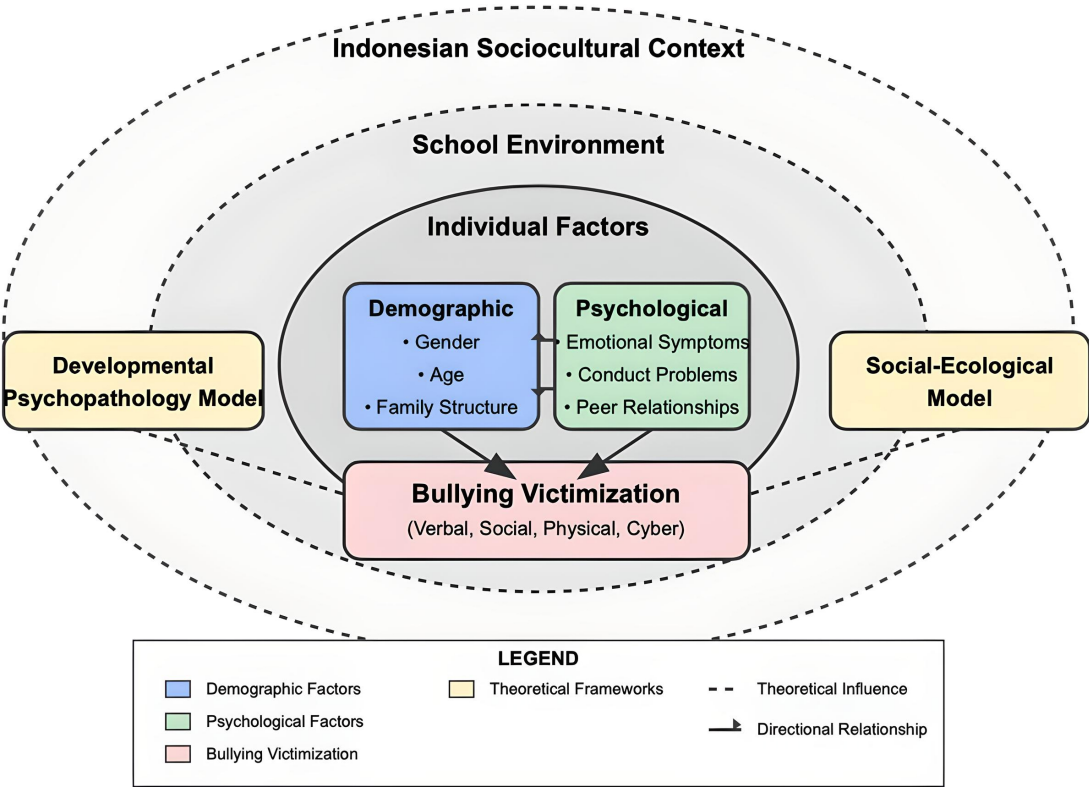 Indonesian Sociocultural Context
School Environment
Individual Factors
Demographic
• Gender
• Age
• Family Structure
Psychological
• Emotional Symptoms
• Conduct Problems
• Peer Relationships
Developmental
Psychopathology Model
Social-Ecological
Model
Bullying Victimization
(Verbal, Social, Physical, Cyber)
LEGEND
Demographic Factors
Psychological Factors
Bullying Victimization
Theoretical Frameworks
Theoretical Influence
Directional Relationship